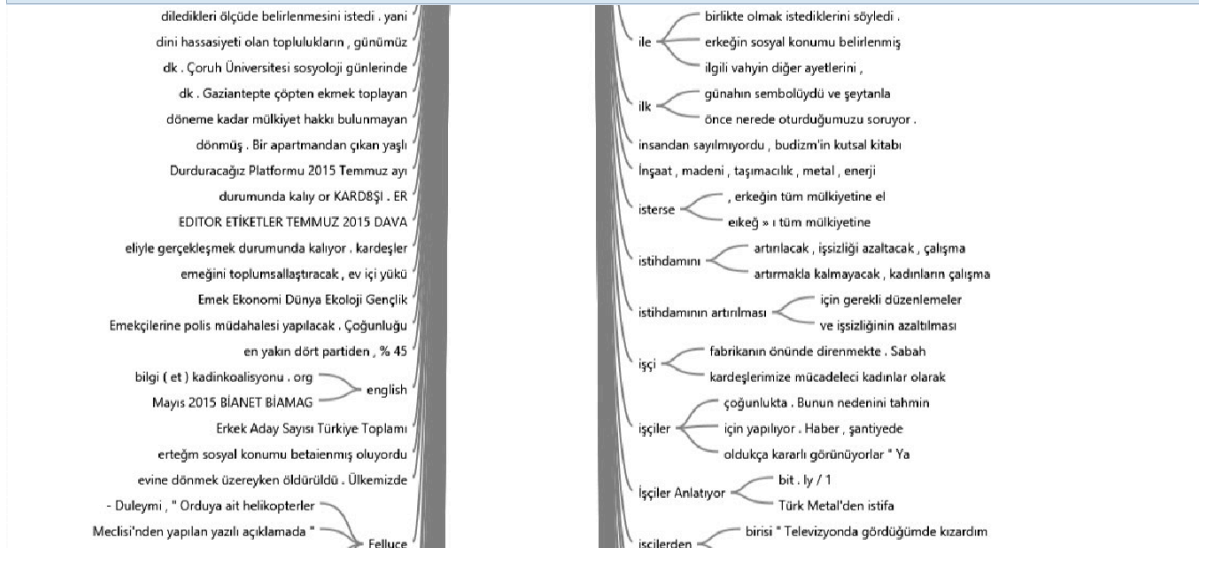 diledikleri ölçüde belirlenmesini istedi . yani
dini hassasiyeti olan toplulukların , günümüz
dk . Çoruh Üniversitesi sosyoloji günlerinde
dk . Gaziantepte çöpten ekmek toplayan
döneme kadar mülkiyet hakkı bulunmayan
dönmüş . Bir apartmandan çıkan yaşlı
Durduracağız Platformu 2015 Temmuz ayı
durumunda kalıy or KARD8ŞI . ER
EDITOR ETİKETLER TEMMUZ 2015 DAVA
eliyle gerçekleşmek durumunda kalıyor . kardeşler
emeğini toplumsallaştıracak , ev içi yükü
Emek Ekonomi Dünya Ekoloji Gençlik
Emekçilerine polis müdahalesi yapılacak . Çoğunluğu
en yakın dört partiden , % 45
bilgi ( et ) kadinkoalisyonu . org
english
Mayıs 2015 BİANET BİAMAG
Erkek Aday Sayısı Türkiye Toplamı
erteğm sosyal konumu betaienmış oluyordu
evine dönmek üzereyken öldürüldü . Ülkemizde
- Duleymi , " Orduya ait helikopterler
Meclisi'nden yapılan yazılı açıklamada "
Felluce
birlikte olmak istediklerini söyledi .
ile
erkeğin sosyal konumu belirlenmiş
ilgili vahyin diğer ayetlerini ,
günahın sembolüydü ve şeytanla
ilk
önce nerede oturduğumuzu soruyor .
insandan sayılmıyordu , budizm'in kutsal kitabı
İnşaat , madeni , taşımacılık , metal , enerji
, erkeğin tüm mülkiyetine el
isterse
eıkeğ » ı tüm mülkiyetine
artırılacak , işsizliği azaltacak , çalışma
istihdamını
artırmakla kalmayacak , kadınların çalışma
için gerekli düzenlemeler
istihdamının artırılması
ve işsizliğinin azaltılması
fabrikanın önünde direnmekte . Sabah
işçi
kardeşlerimize mücadeleci kadınlar olarak
çoğunlukta . Bunun nedenini tahmin
işçiler
için yapılıyor . Haber , şantiyede
oldukça kararlı görünüyorlar " Ya
bit . ly / 1
İşçiler Anlatıyor
Türk Metal'den istifa
birisi " Televizyonda gördüğümde kızardım
işçilerden